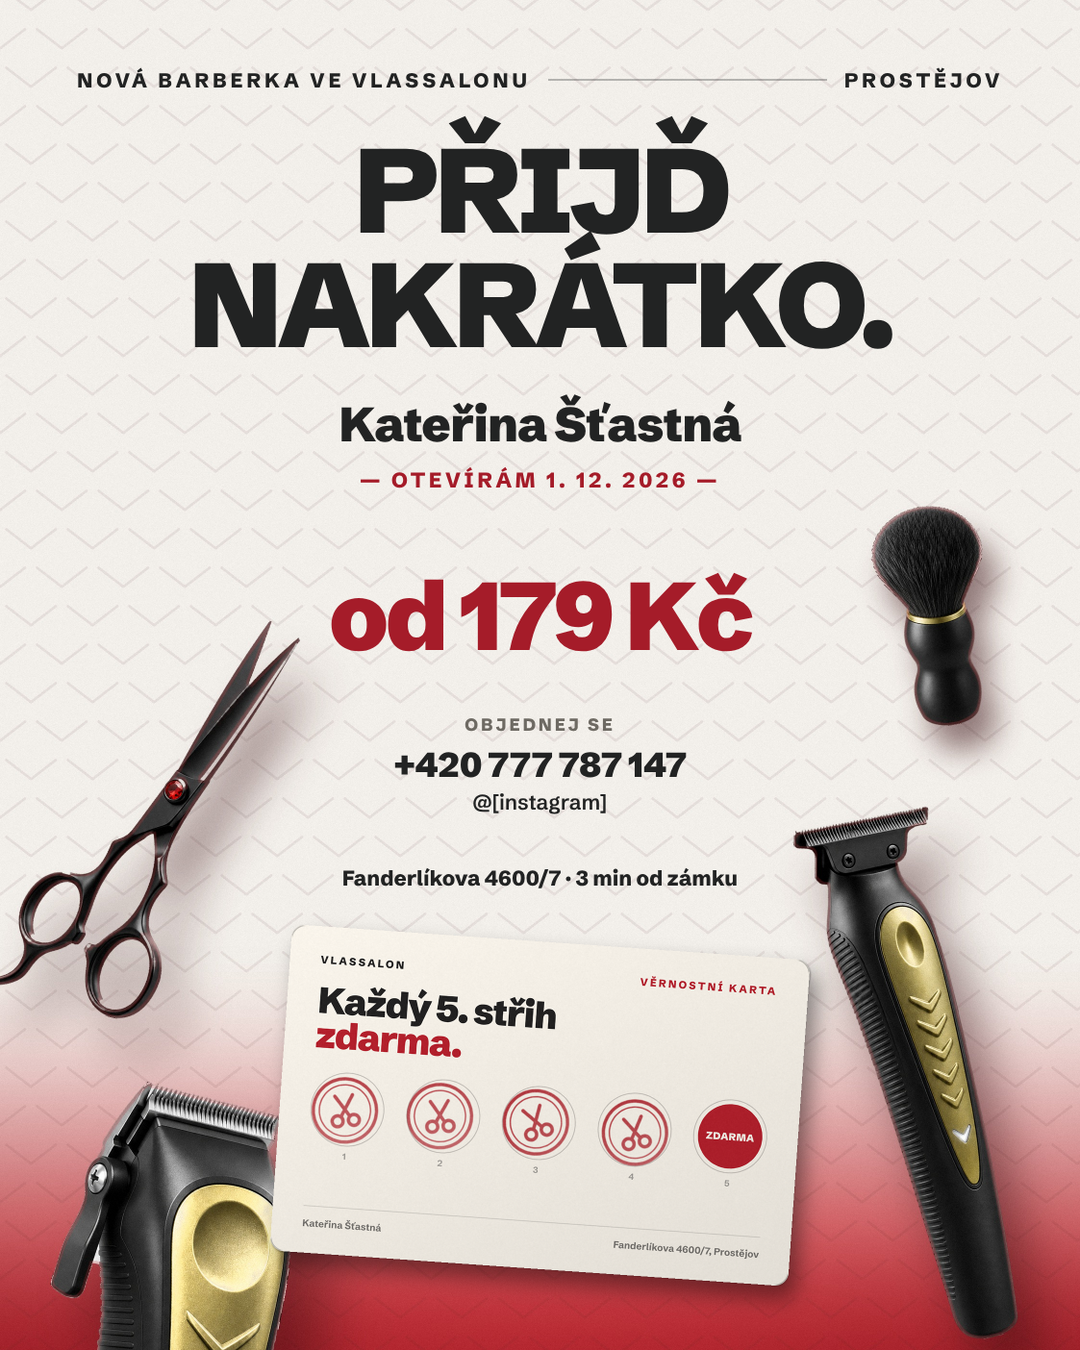 NOVÁ BARBERKA VE VLASSALONU PROSTĚJOV
PŘIJĎ
NAKRÁTKO.
Kateřina Šťastná
— OTEVÍRÁM 1. 12. 2026 —
od 179 Kč
OBJEDNEJ SE
+420 777 787 147
@[instagram]
Fanderlíkova 4600/7 · 3 min od zámku
VLASSALON
VĚRNOSTNÍ KARTA
Každý 5. střih
zdarma.
ZDARMA
1 2 3 4 5
Kateřina Šťastná
Fanderlíkova 4600/7, Prostějov